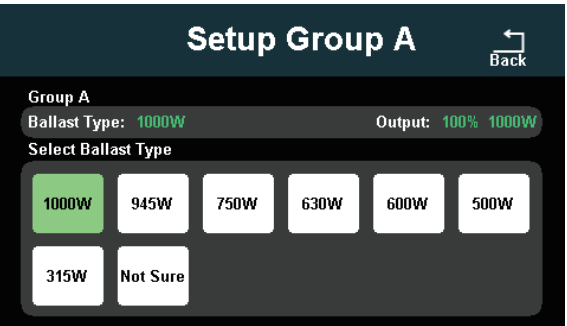 Setup Group A
Back
Group A
Ballast Type: 1000W Output: 100% 1000W
Select Ballast Type
1000W 945W 750W 630W 600W 500W
315W Not Sure